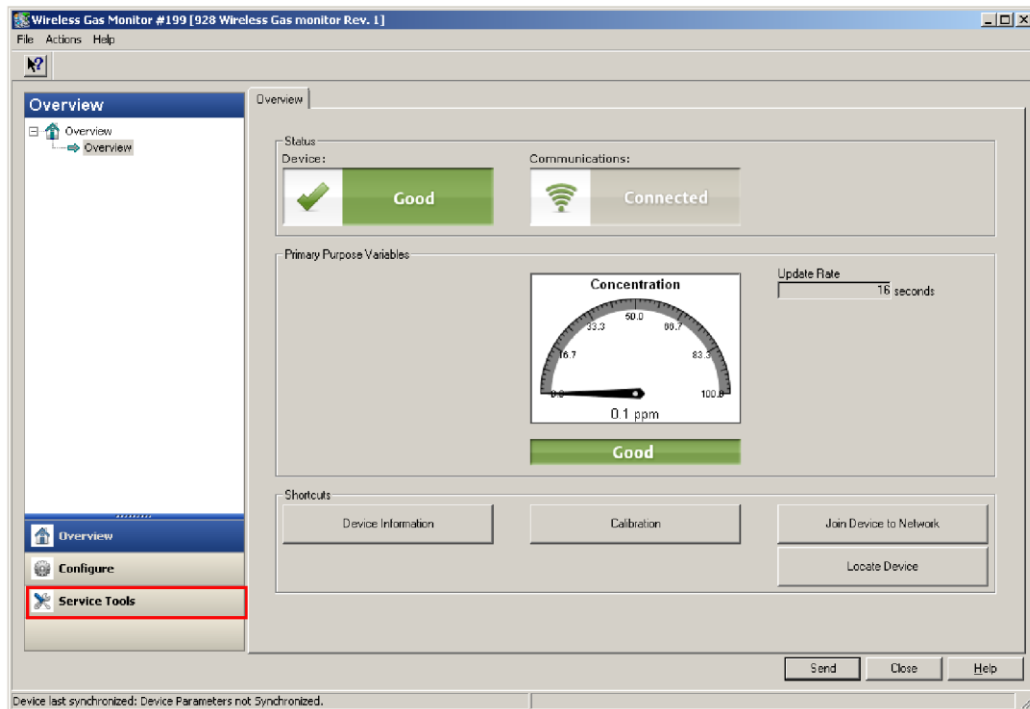 Wireless Gas Monitor #199 [928 Wireless Gas monitor Rev. 1]
File Actions Help
Overview
Overview
Overview
Overview
Status
Device:
Communications:
Good
Connected
Primary Purpose Variables
Concentration
0.0
16.7
33.3
50.0
66.7
83.3
100.0
0.1 ppm
Good
Update Rate
16 seconds
Shortcuts
Device Information
Calibration
Join Device to Network
Locate Device
Overview
Configure
Service Tools
Send
Close
Help
Device last synchronized: Device Parameters not Synchronized.